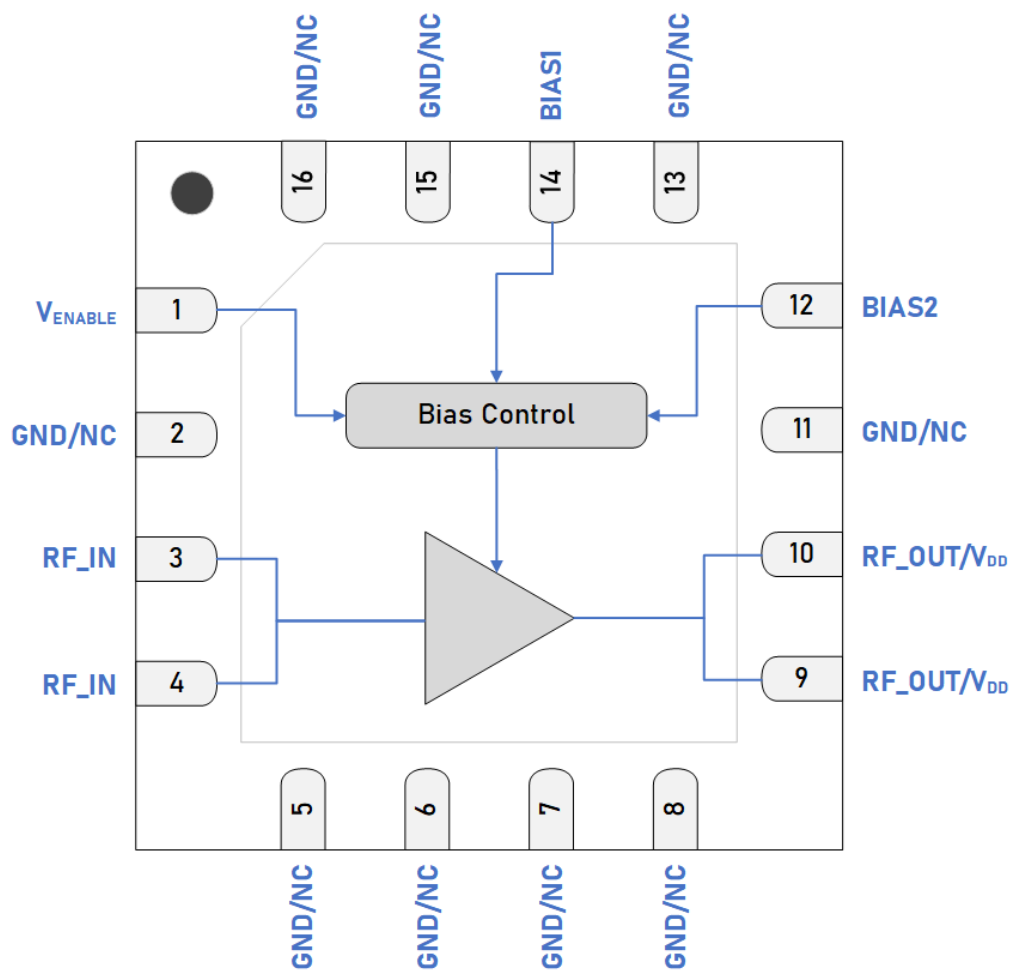 GND/NC
GND/NC
BIAS1
GND/NC
16
15
14
13
VENABLE
1
12
BIAS2
Bias Control
GND/NC
2
11
GND/NC
RF_IN
3
10
RF_OUT/VDD
RF_IN
4
9
RF_OUT/VDD
5
6
7
8
GND/NC
GND/NC
GND/NC
GND/NC